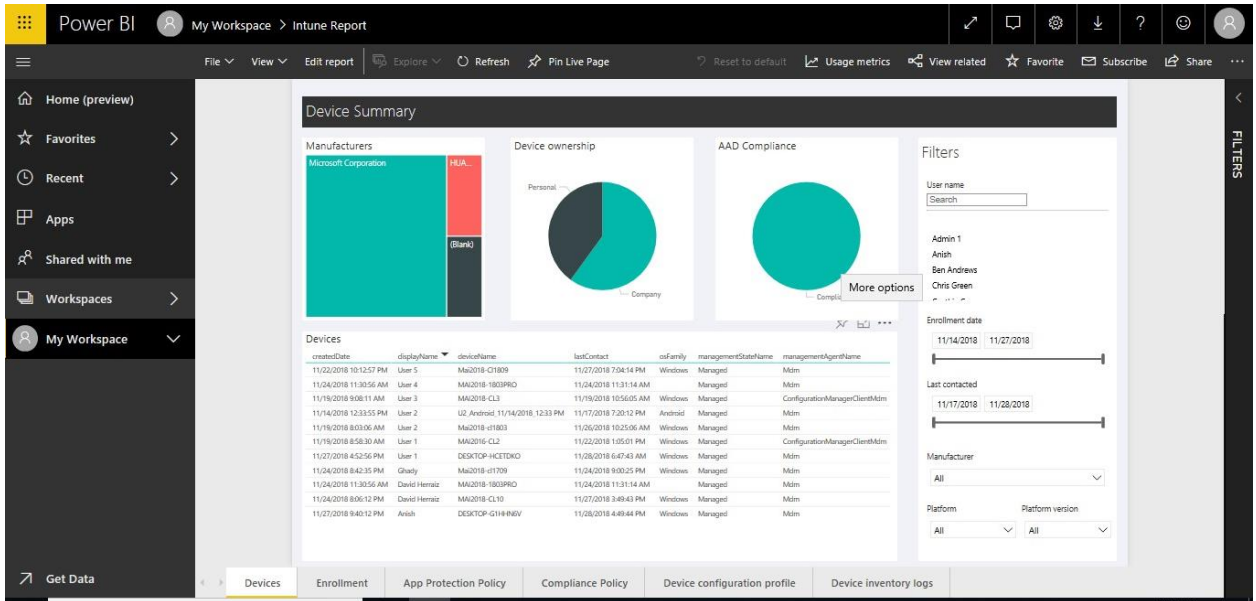 Power BI My Workspace > Intune Report
File View Edit report Explore Refresh Pin Live Page Reset to default Usage metrics View related Favorite Subscribe Share
Home (preview)
Favorites
Recent
Apps
Shared with me
Workspaces
My Workspace
Get Data
Device Summary
Manufacturers
Microsoft Corporation
HUA...
(Blank)
Device ownership
Personal
Company
AAD Compliance
More options
Devices
createdDate displayName deviceName lastContact osFamily managementStateName managementAgentName
11/22/2018 10:12:57 PM User 5 Mai2018-Cl1809 11/27/2018 7:04:14 PM Windows Managed Mdm
11/24/2018 11:30:56 AM User 4 MAI2018-1803PRO 11/24/2018 11:31:14 AM Managed Mdm
11/19/2018 9:08:11 AM User 3 MAI2018-CL3 11/19/2018 10:56:05 AM Windows Managed ConfigurationManagerClientMdm
11/14/2018 12:33:55 PM User 2 U2_Android_11/14/2018_12:33 PM 11/17/2018 7:20:12 PM Android Managed Mdm
11/19/2018 8:03:06 AM User 2 Mai2018-cl1803 11/26/2018 10:25:06 AM Windows Managed Mdm
11/19/2018 8:58:30 AM User 1 MAI2016-CL2 11/22/2018 1:05:01 PM Windows Managed ConfigurationManagerClientMdm
11/27/2018 4:52:56 PM User 1 DESKTOP-HCETDKO 11/28/2018 6:47:43 AM Windows Managed Mdm
11/24/2018 8:42:35 PM Ghady Mai2018-cl1709 11/24/2018 9:00:25 PM Windows Managed Mdm
11/24/2018 11:30:56 AM David Herraiz MAI2018-1803PRO 11/24/2018 11:31:14 AM Managed Mdm
11/24/2018 8:06:12 PM David Herraiz MAI2018-CL10 11/27/2018 3:49:43 PM Windows Managed Mdm
11/27/2018 9:40:12 PM Anish DESKTOP-G1HHN6V 11/28/2018 4:49:44 PM Windows Managed Mdm
Filters
User name
Search
Admin 1
Anish
Ben Andrews
Chris Green
Enrollment date
11/14/2018 11/27/2018
Last contacted
11/17/2018 11/28/2018
Manufacturer
All
Platform Platform version
All All
FILTERS
Devices Enrollment App Protection Policy Compliance Policy Device configuration profile Device inventory logs